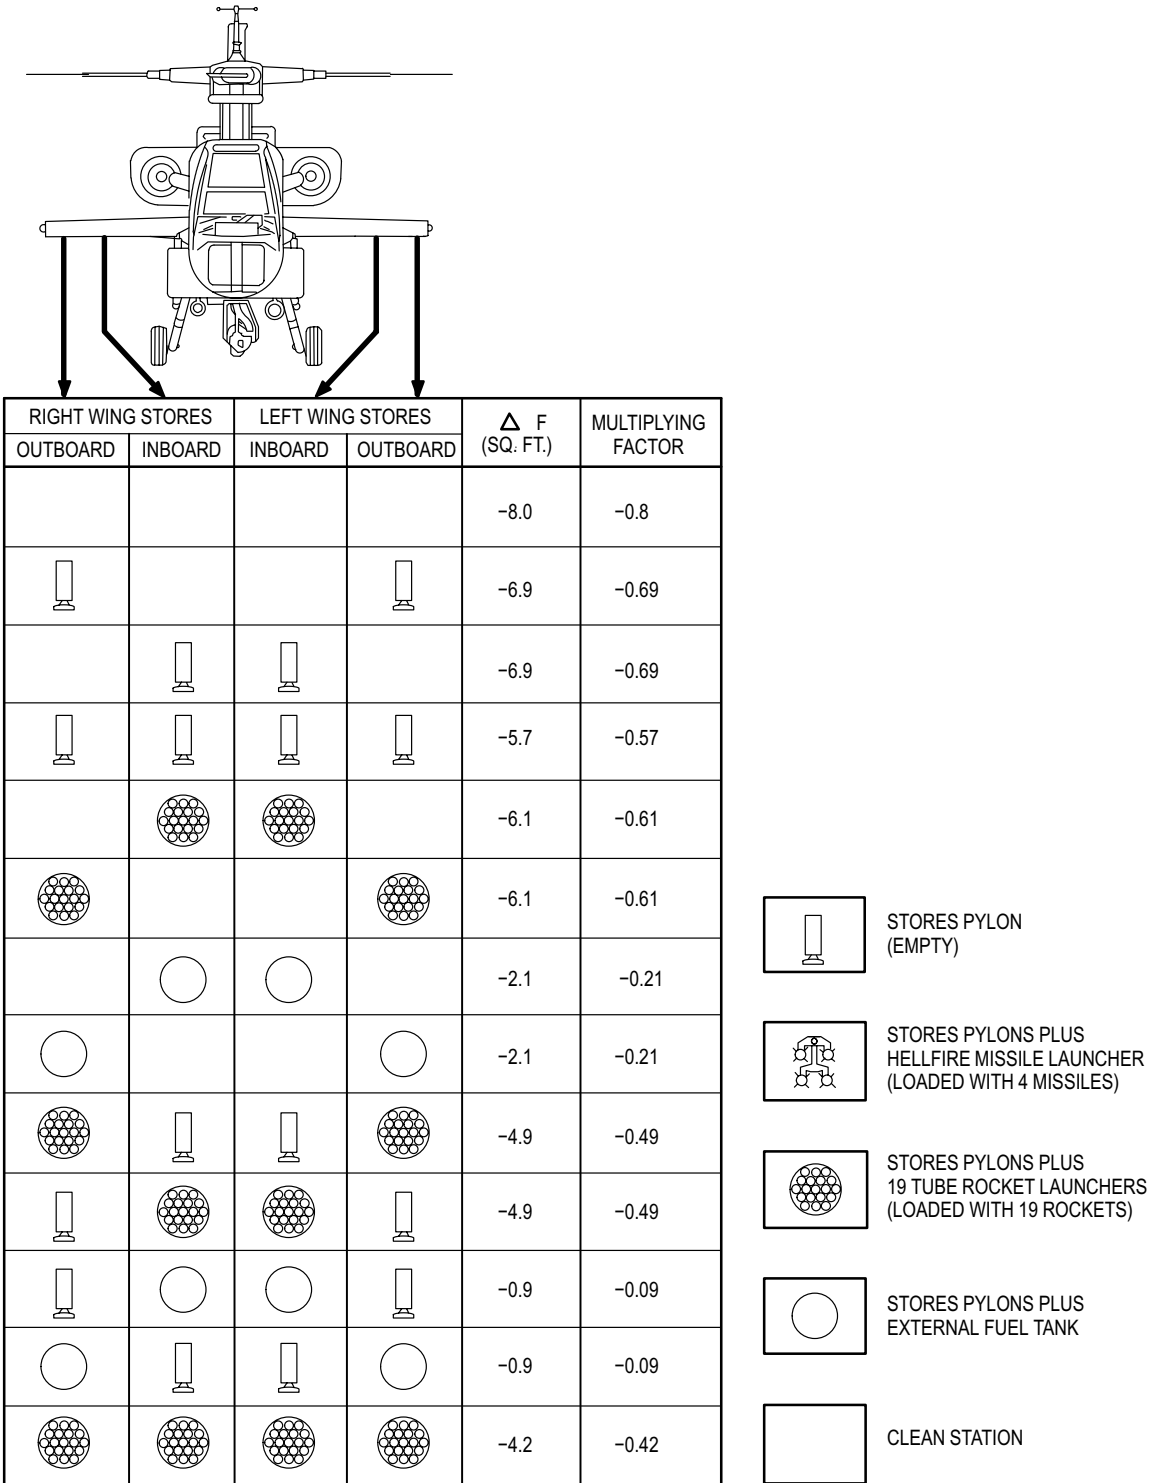 RIGHT WING STORES LEFT WING STORES △ F MULTIPLYING
OUTBOARD INBOARD INBOARD OUTBOARD (SQ. FT.) FACTOR
−8.0 −0.8
−6.9 −0.69
−6.9 −0.69
−5.7 −0.57
−6.1 −0.61
−6.1 −0.61
−2.1 −0.21
−2.1 −0.21
−4.9 −0.49
−4.9 −0.49
−0.9 −0.09
−0.9 −0.09
−4.2 −0.42
STORES PYLON
(EMPTY)
STORES PYLONS PLUS
HELLFIRE MISSILE LAUNCHER
(LOADED WITH 4 MISSILES)
STORES PYLONS PLUS
19 TUBE ROCKET LAUNCHERS
(LOADED WITH 19 ROCKETS)
STORES PYLONS PLUS
EXTERNAL FUEL TANK
CLEAN STATION